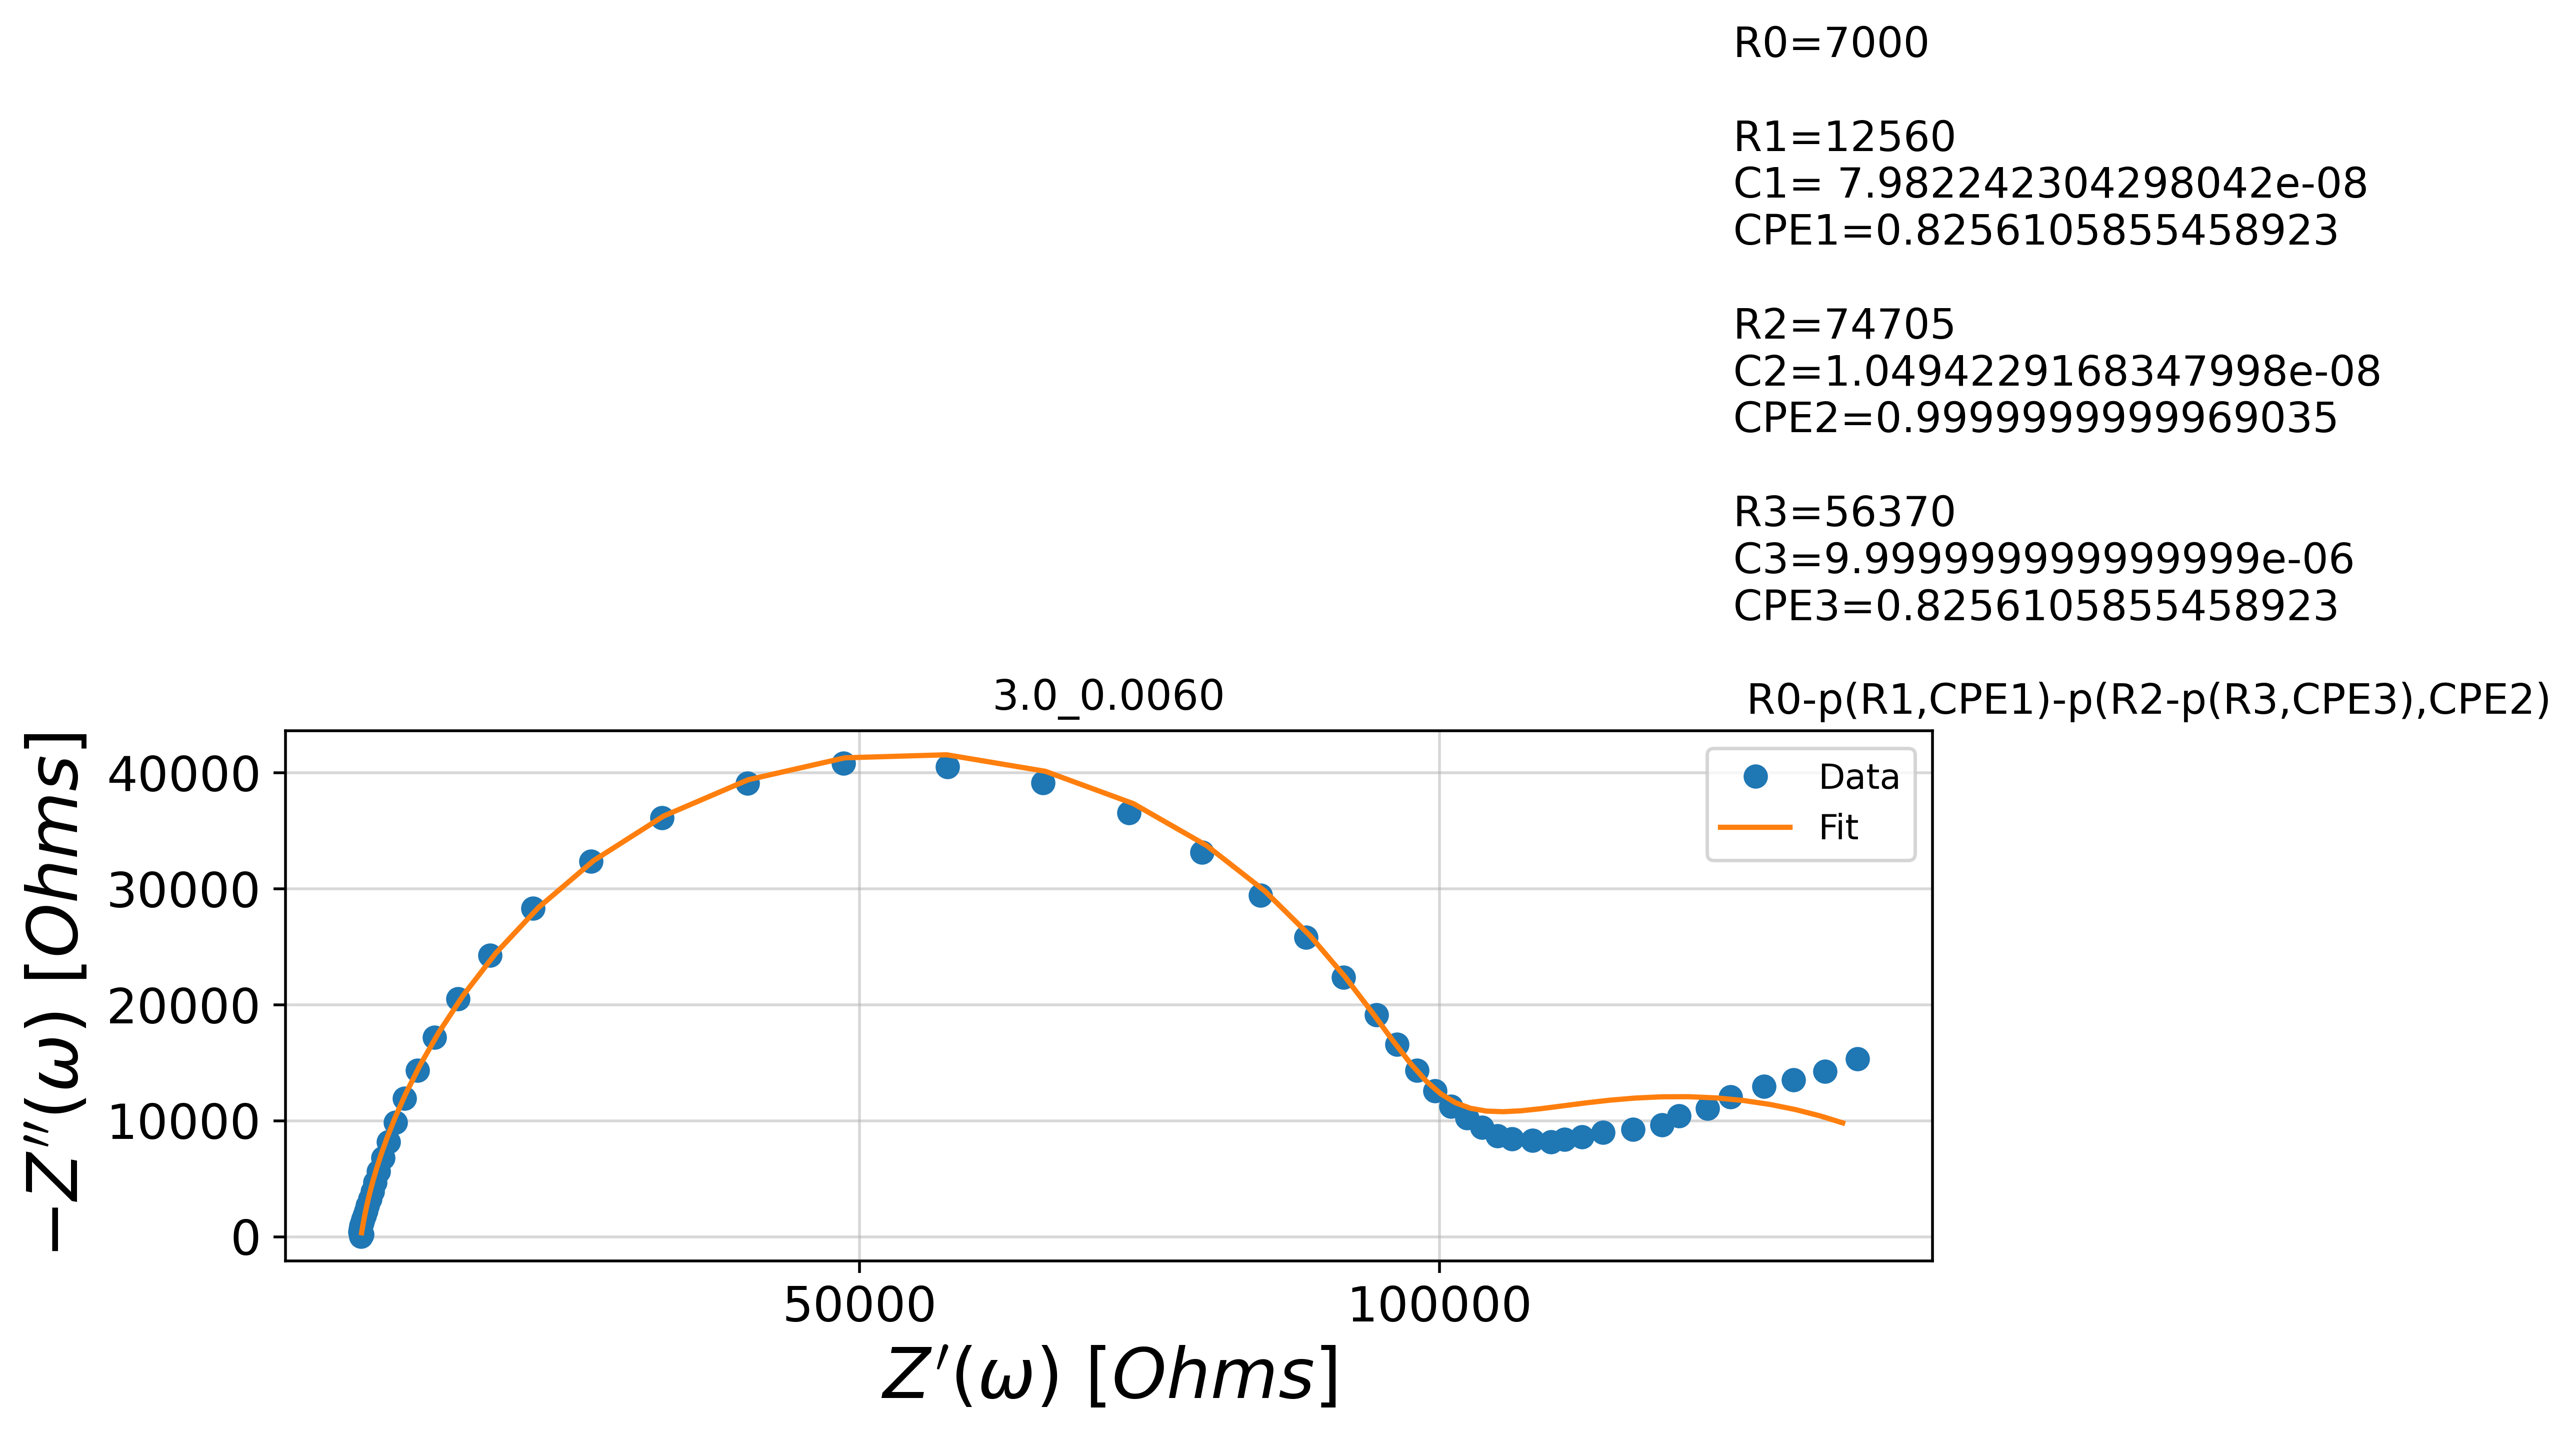 R0=7000
R1=12560
C1= 7.982242304298042e-08
CPE1=0.8256105855458923
R2=74705
C2=1.0494229168347998e-08
CPE2=0.9999999999969035
R3=56370
C3=9.999999999999999e-06
CPE3=0.8256105855458923
3.0_0.0060
R0-p(R1,CPE1)-p(R2-p(R3,CPE3),CPE2)
Data
Fit
−Z′′(ω) [Ohms]
40000
30000
20000
10000
0
50000 100000
Z′(ω) [Ohms]